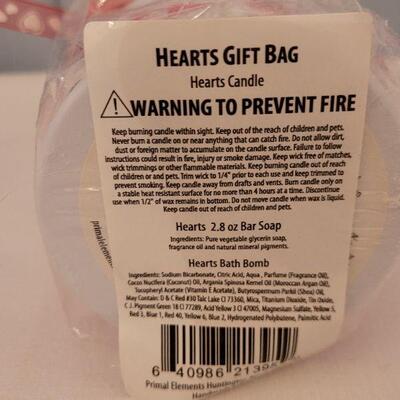 HEARTS GIFT BAG
Hearts Candle
WARNING TO PREVENT FIRE
Keep burning candle within sight. Keep out of the reach of children and pets.
Never burn a candle on or near anything that can catch fire. Do not allow dirt,
dust or foreign matter to accumulate on the candle surface. Failure to follow
instructions could result in fire, injury or smoke damage. Keep wick free of matches,
wick trimmings or other flammable materials. Keep burning candle out of reach
of children or and pets. Trim wick to 1/4" prior to each use and keep trimmed to
prevent smoking. Keep candle away from drafts and vents. Burn candle only on
a stable heat resistant surface for no more than 4 hours at a time. Discontinue
use when 1/2" of wax remains in bottom. Do not move candle when wax is liquid.
Keep candle out of reach of children and pets.
Hearts 2.8 oz Bar Soap
Ingredients: Pure vegetable glycerin soap,
fragrance oil and natural mineral pigments.
Hearts Bath Bomb
Ingredients: Sodium Bicarbonate, Citric Acid, Aqua, Parfume (Fragrance Oil),
Cocos Nucifera (Coconut) Oil, Argania Spinosa Kernel Oil (Moroccan Argan Oil),
Tocopheryl Acetate (Vitamin E Acetate), Butyrospermum Parkii (Shea) Oil,
May Contain: D & C Red #30 Talc Lake CI 73360, Mica, Titanium Dioxide, Tin Oxide,
C. J. Pigment Green 18 CI 77289, Acid Yellow 3 CI 47005, Magnesium Sulfate, Yellow 5,
Red 3, Blue 1, Red 40, Yellow 6, Blue 2, Hydrogenated Polybutene, Palmitic Acid
6 40986 2139
Primal Elements
primalelements